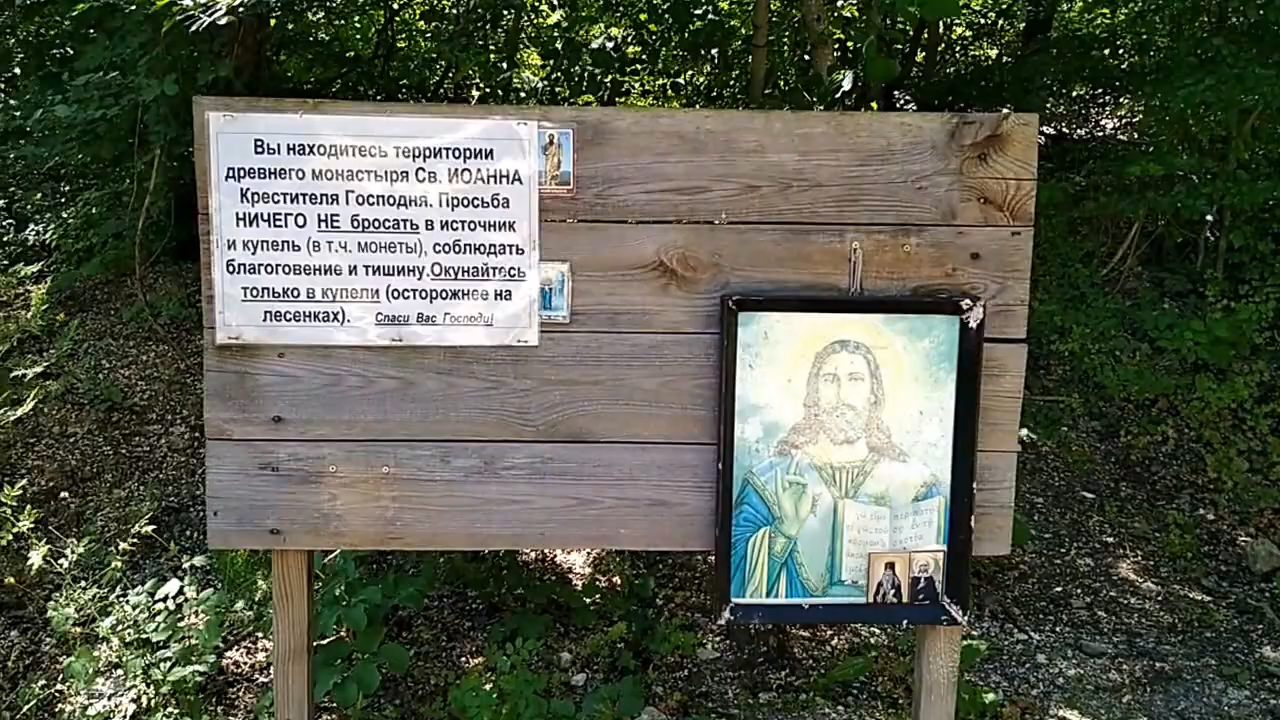 Вы находитесь территории
древнего монастыря Св. ИОАННА
Крестителя Господня. Просьба
НИЧЕГО НЕ бросать в источник
и купель (в т.ч. монеты), соблюдать
благоговение и тишину.Окунайтесь
только в купели (осторожнее на
лесенках). Спаси Вас Господи!